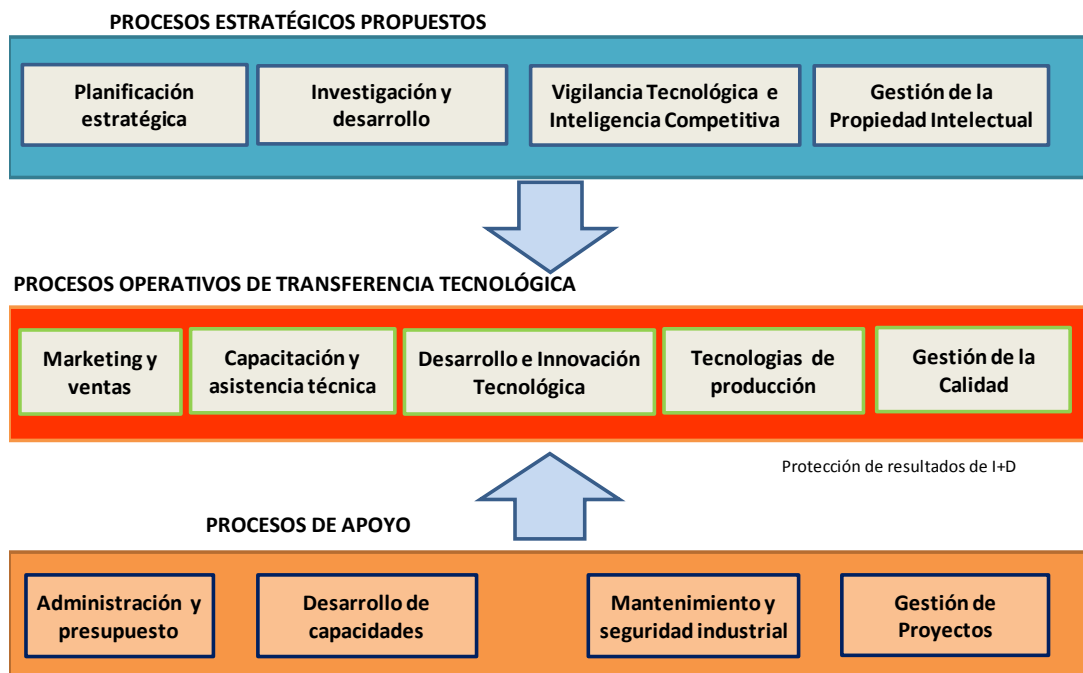 PROCESOS ESTRATÉGICOS PROPUESTOS
Planificación
estratégica
Investigación y
desarrollo
Vigilancia Tecnológica e
Inteligencia Competitiva
Gestión de la
Propiedad Intelectual
PROCESOS OPERATIVOS DE TRANSFERENCIA TECNOLÓGICA
Marketing y
ventas
Capacitación y
asistencia técnica
Desarrollo e Innovación
Tecnológica
Tecnologias de
producción
Gestión de la
Calidad
Protección de resultados de I+D
PROCESOS DE APOYO
Administración y
presupuesto
Desarrollo de
capacidades
Mantenimiento y
seguridad industrial
Gestión de
Proyectos